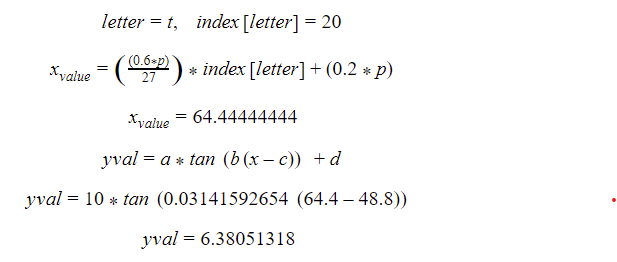 letter = t, index [letter] = 20
x_value = ((0.6*p)/27) * index [letter] + (0.2 * p)
x_value = 64.44444444
yval = a * tan (b (x – c)) + d
yval = 10 * tan (0.03141592654 (64.4 – 48.8))
yval = 6.38051318